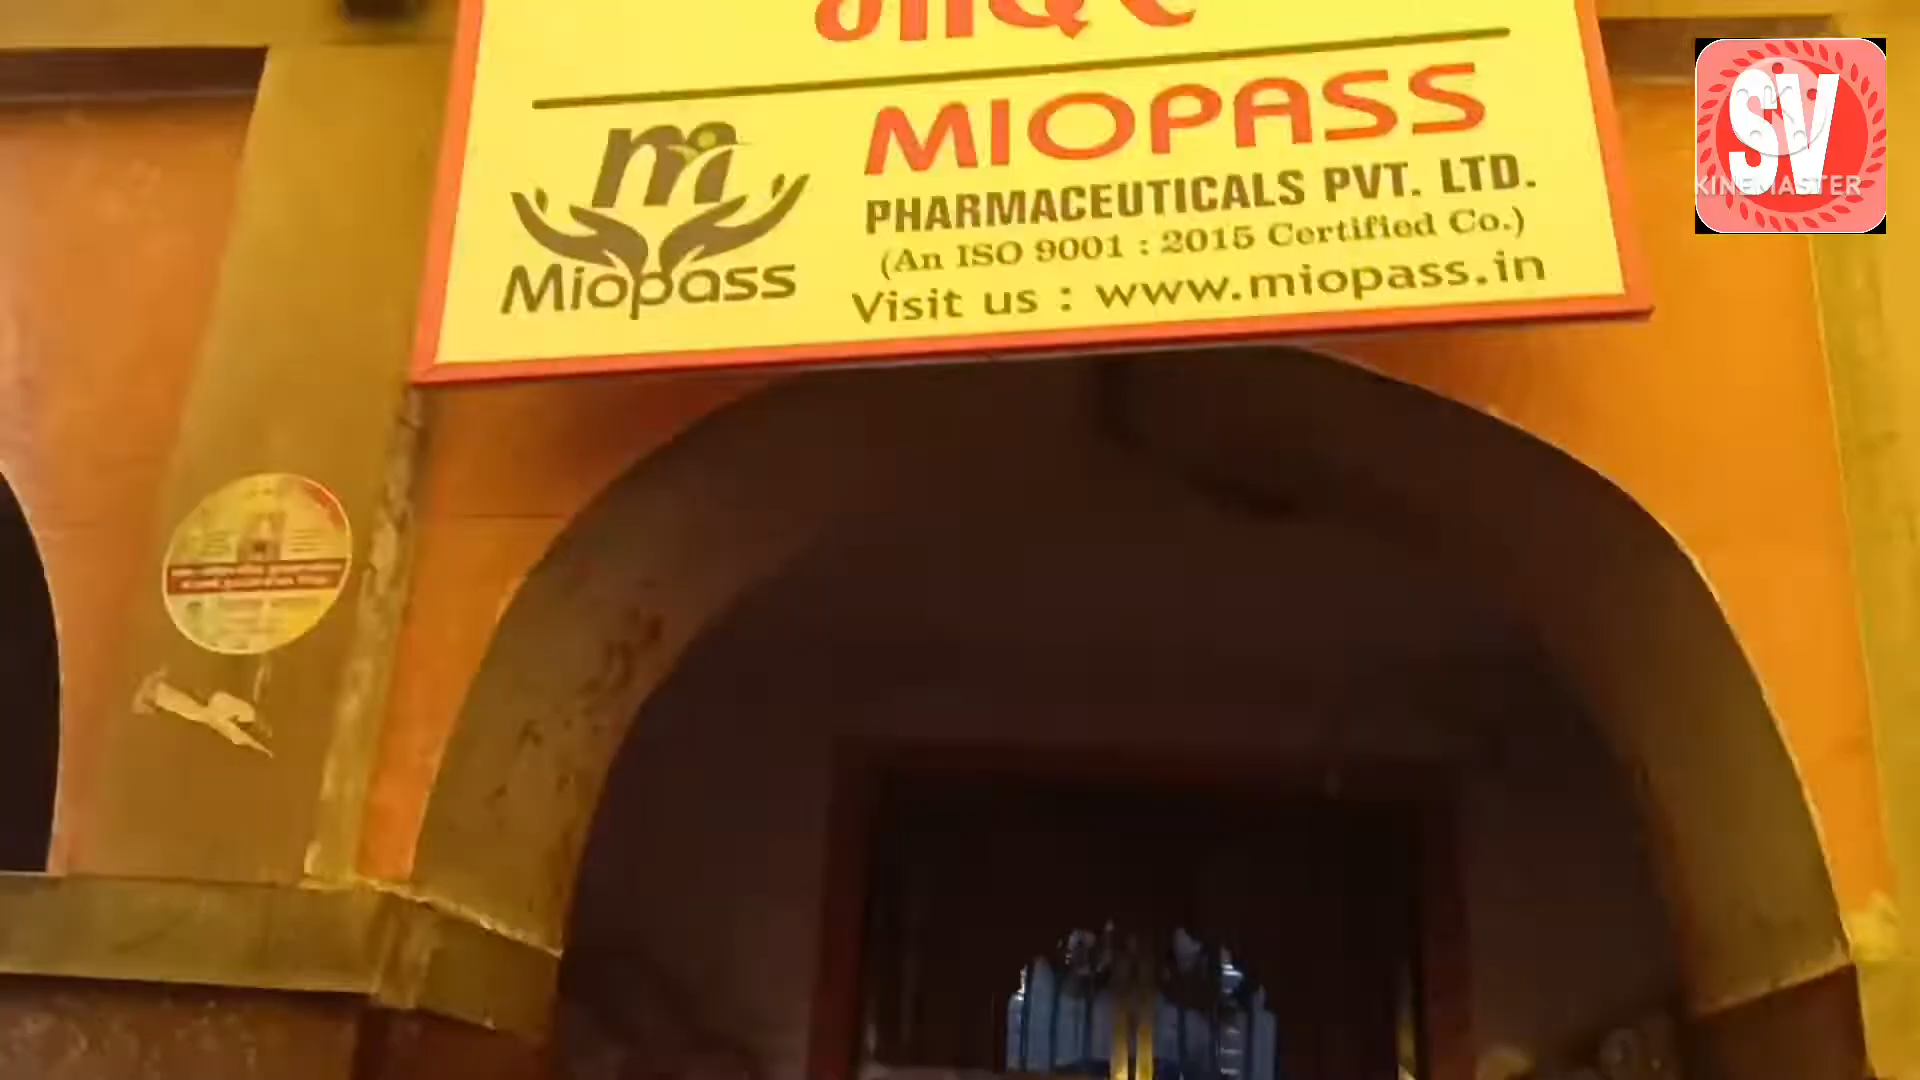 MIOPASS
PHARMACEUTICALS PVT. LTD.
(An ISO 9001 : 2015 Certified Co.)
Visit us : www.miopass.in
m
Miopass
SV
KINEMASTER